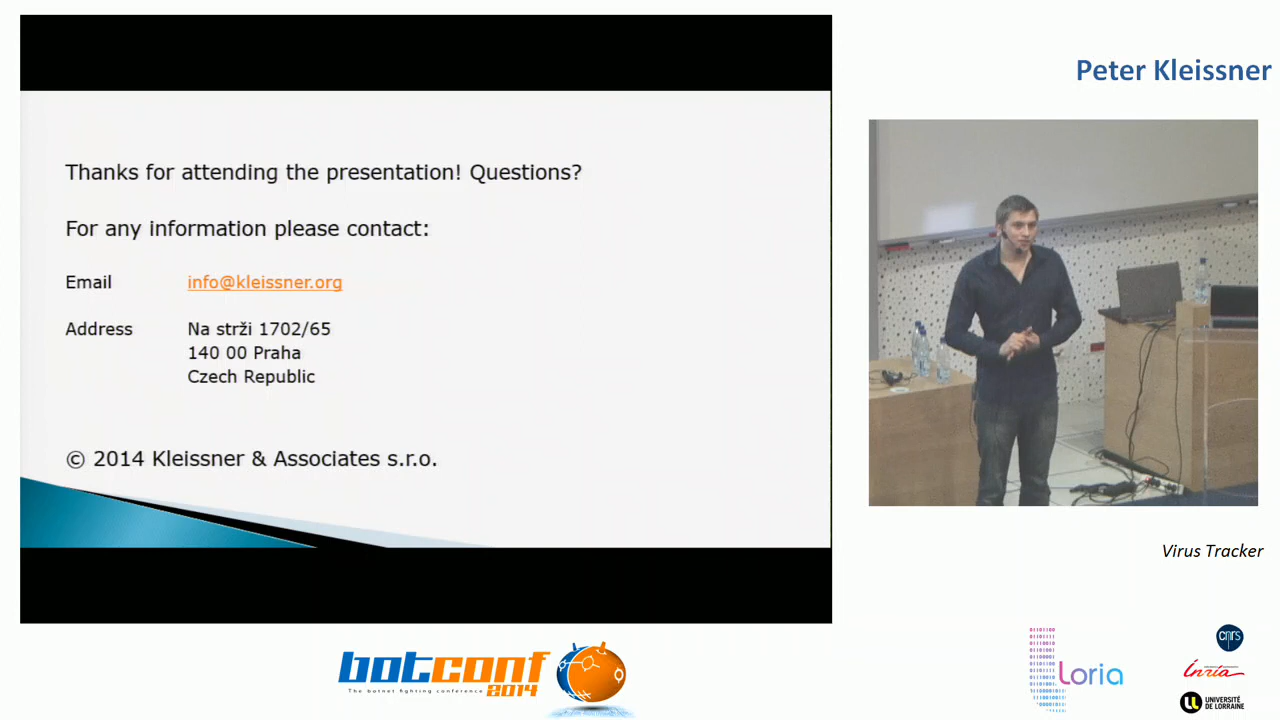 Peter Kleissner
Thanks for attending the presentation! Questions?
For any information please contact:
Email info@kleissner.org
Address Na strži 1702/65
140 00 Praha
Czech Republic
© 2014 Kleissner & Associates s.r.o.
Virus Tracker
botconf
The botnet fighting conference 2014
Loria
cnrs
Inria
UNIVERSITÉ
DE LORRAINE